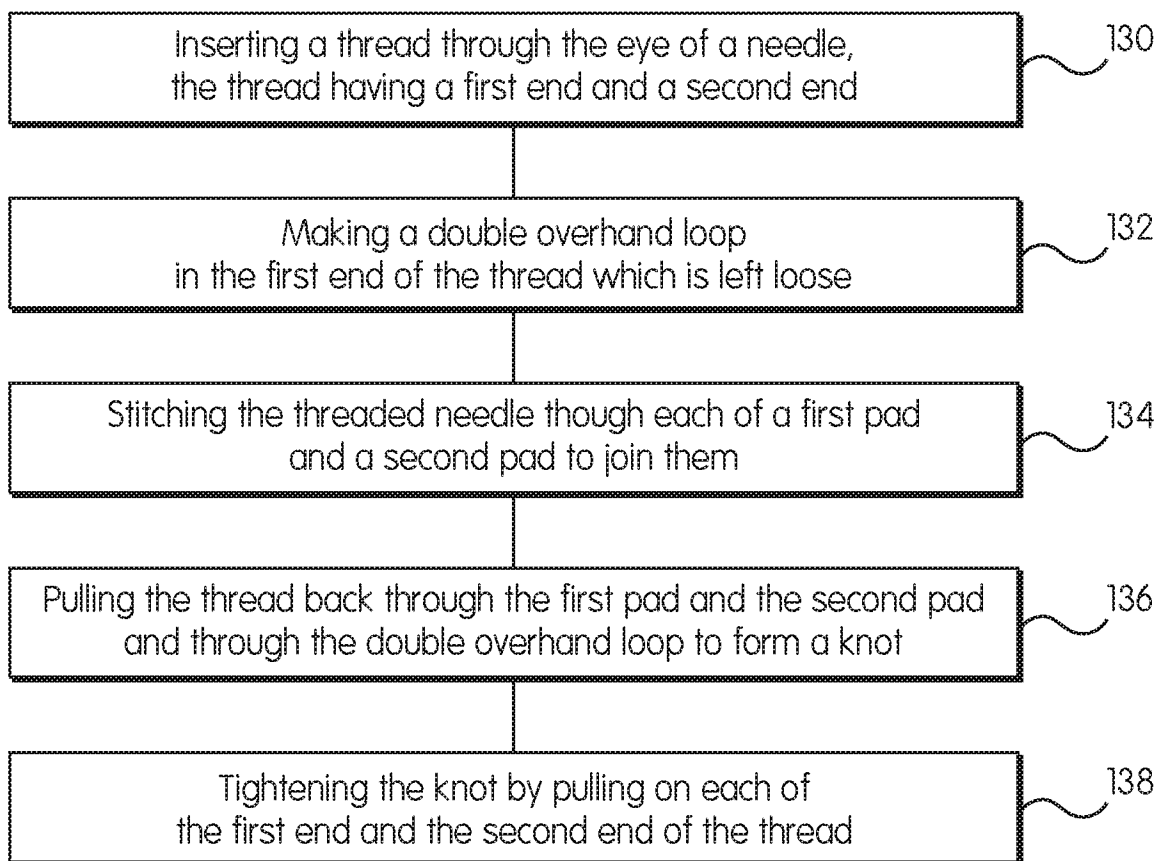 Inserting a thread through the eye of a needle,
the thread having a first end and a second end
130
Making a double overhand loop
in the first end of the thread which is left loose
132
Stitching the threaded needle though each of a first pad
and a second pad to join them
134
Pulling the thread back through the first pad and the second pad
and through the double overhand loop to form a knot
136
Tightening the knot by pulling on each of
the first end and the second end of the thread
138